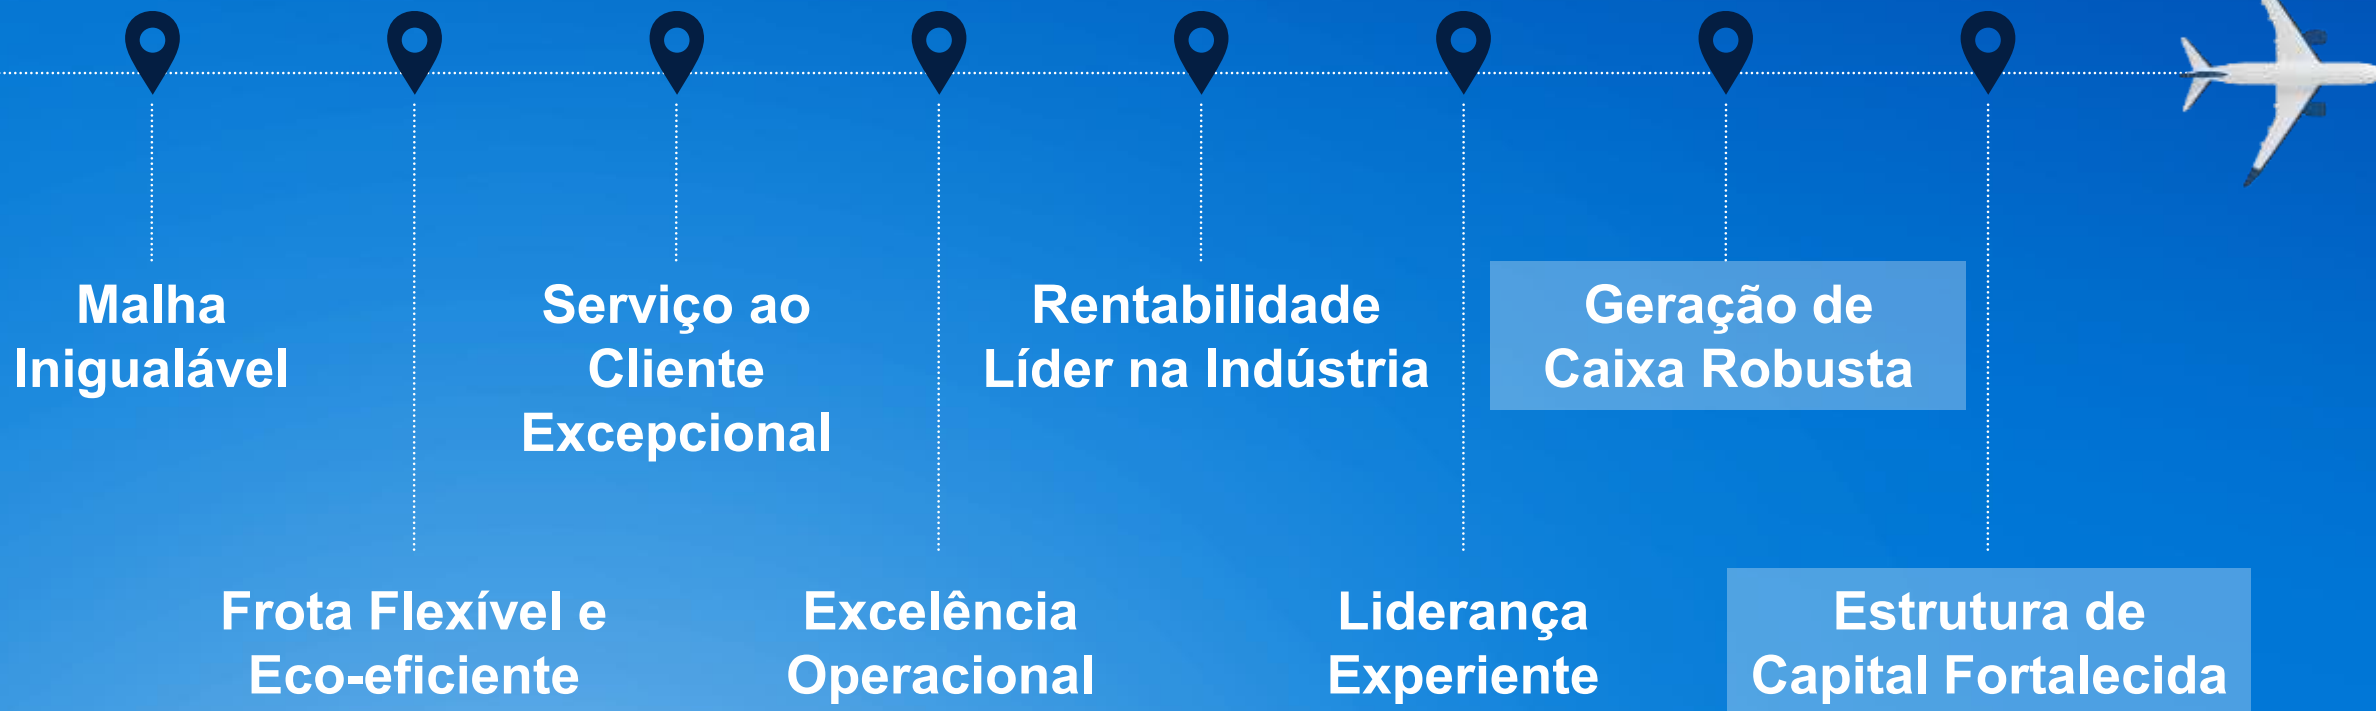 Malha
Inigualável
Frota Flexível e
Eco-eficiente
Serviço ao
Cliente
Excepcional
Excelência
Operacional
Rentabilidade
Líder na Indústria
Liderança
Experiente
Geração de
Caixa Robusta
Estrutura de
Capital Fortalecida